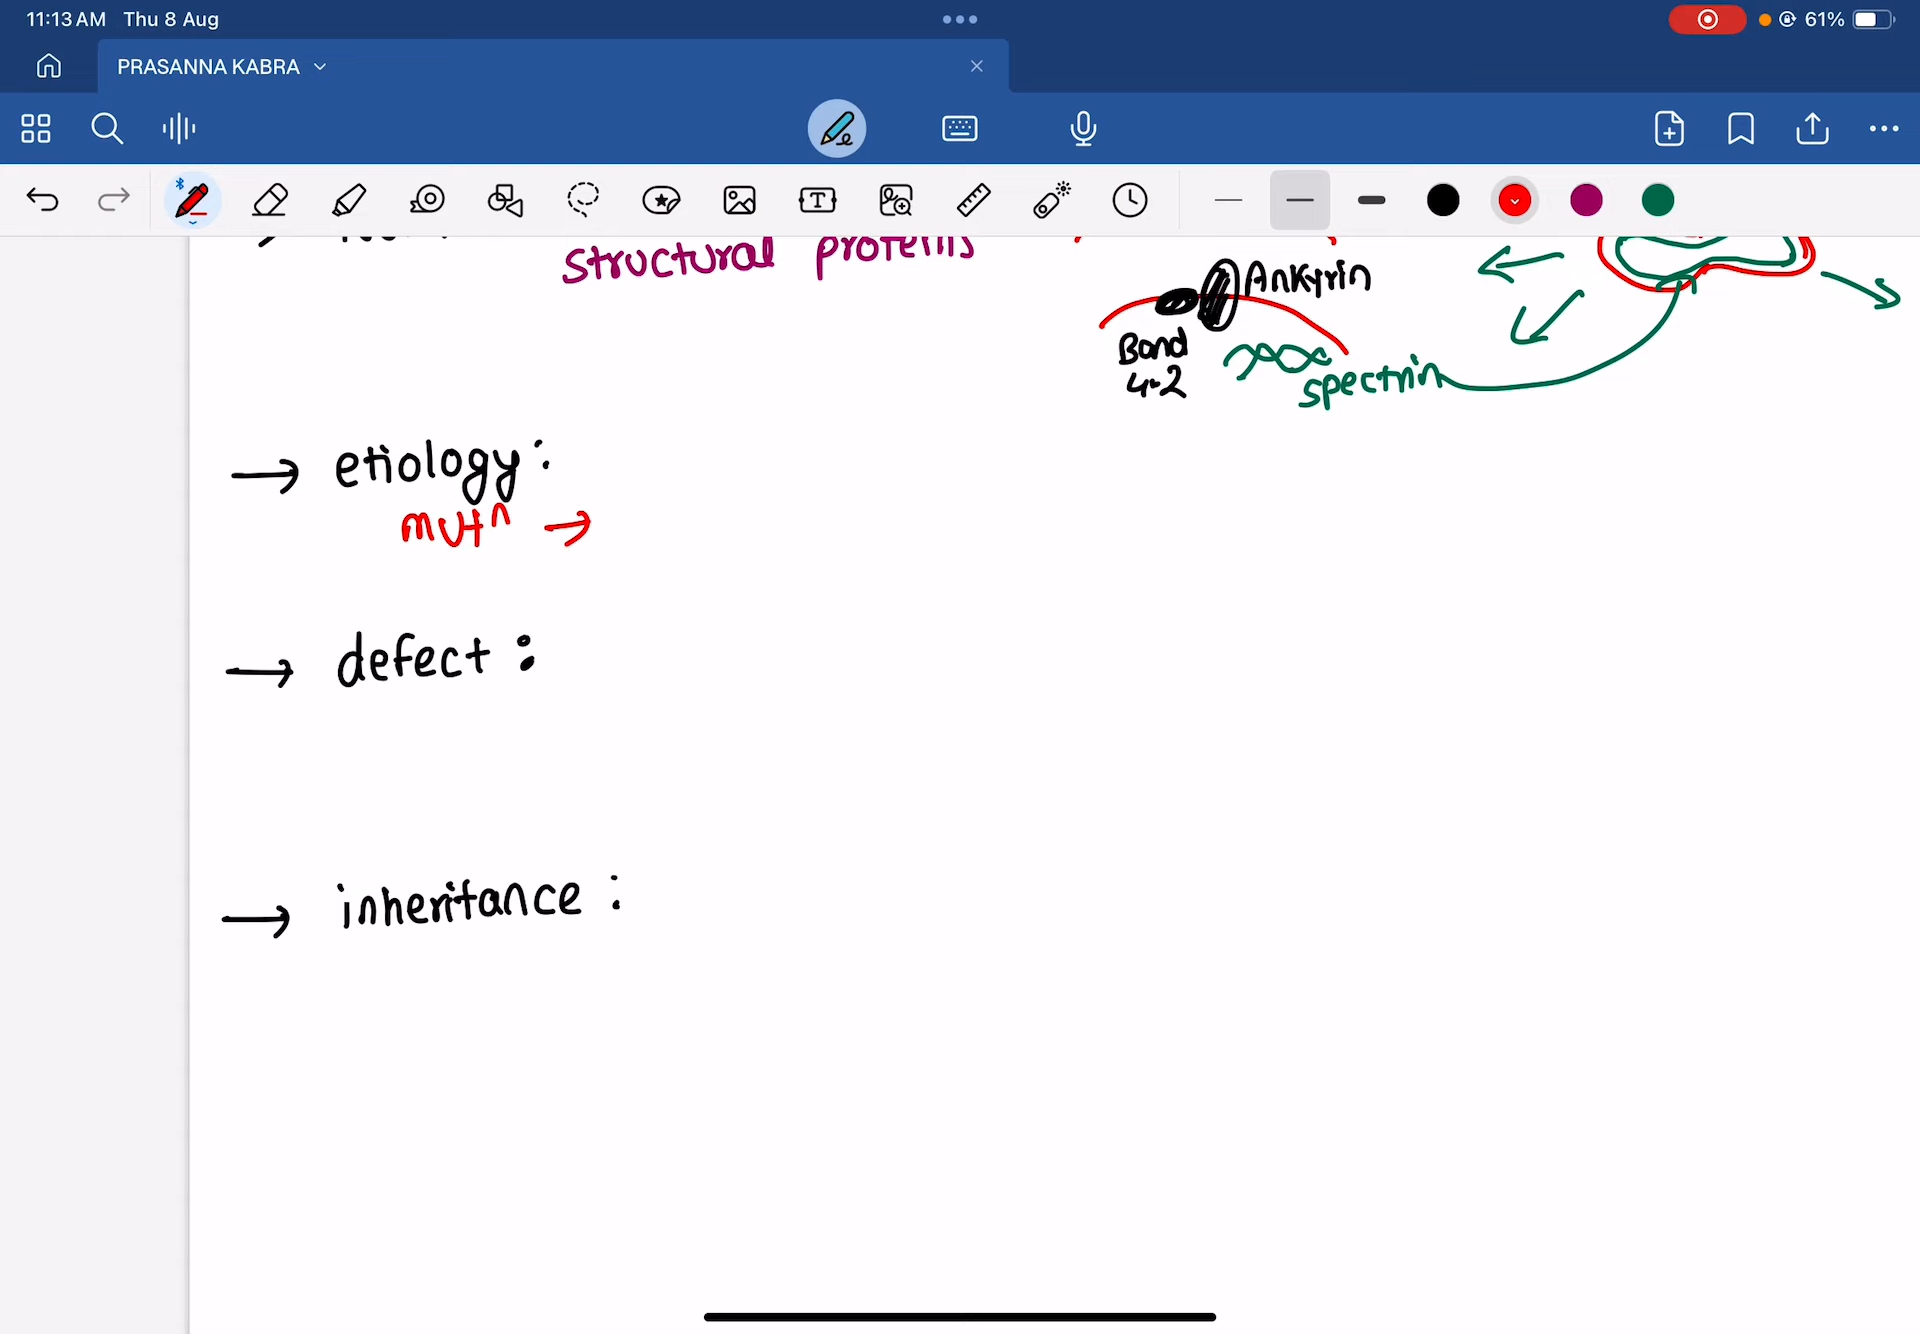 11:13 AM Thu 8 Aug
61%
PRASANNA KABRA
structural proteins
Ankyrin
Band
4.2
spectrin
→ etiology:
mutⁿ →
→ defect :
→ inheritance :